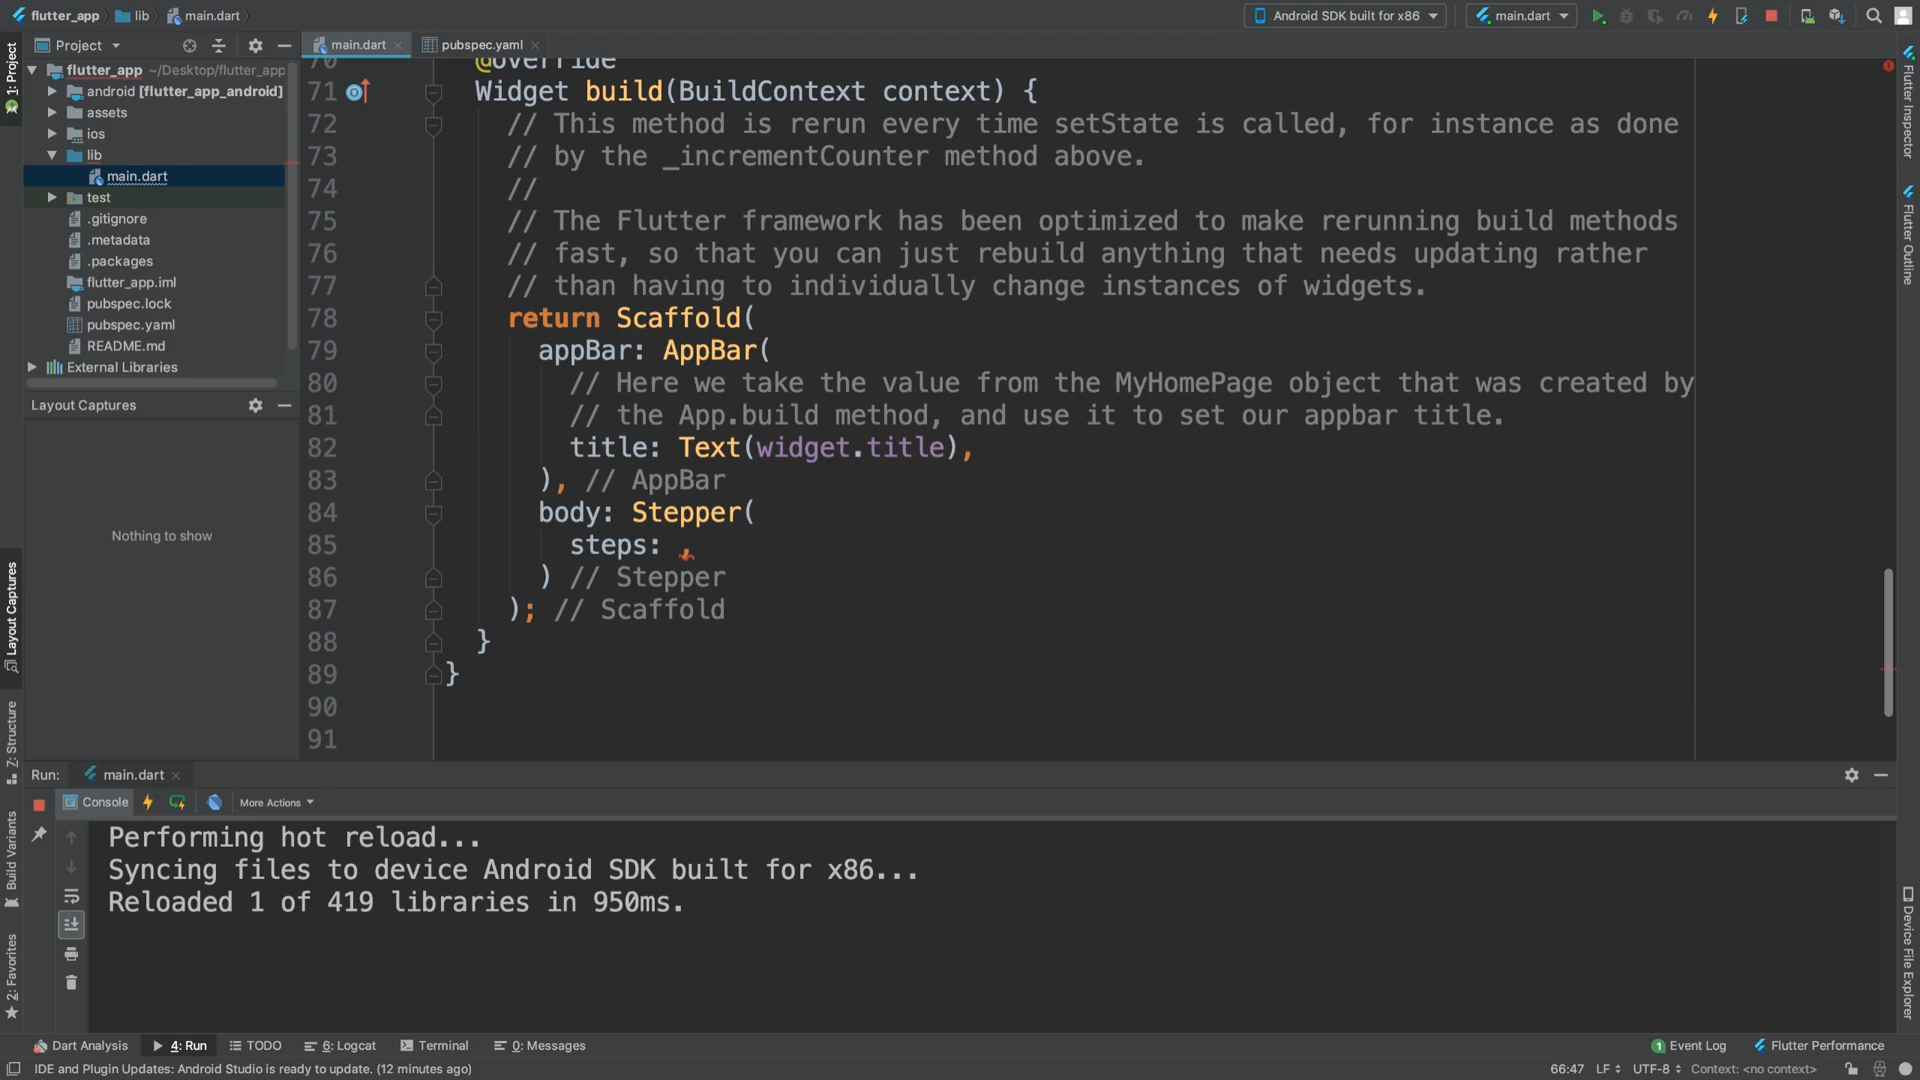 flutter_app
lib
main.dart
Android SDK built for x86
main.dart
1: Project
Project
main.dart
pubspec.yaml
flutter_app ~/Desktop/flutter_app
android [flutter_app_android]
assets
ios
lib
main.dart
test
.gitignore
.metadata
.packages
flutter_app.iml
pubspec.lock
pubspec.yaml
README.md
External Libraries
Layout Captures
Nothing to show
Layout Captures
Z: Structure
Build Variants
2: Favorites
70 @override
71 Widget build(BuildContext context) {
72 // This method is rerun every time setState is called, for instance as done
73 // by the _incrementCounter method above.
74 //
75 // The Flutter framework has been optimized to make rerunning build methods
76 // fast, so that you can just rebuild anything that needs updating rather
77 // than having to individually change instances of widgets.
78 return Scaffold(
79 appBar: AppBar(
80 // Here we take the value from the MyHomePage object that was created by
81 // the App.build method, and use it to set our appbar title.
82 title: Text(widget.title),
83 ), // AppBar
84 body: Stepper(
85 steps: ,
86 ) // Stepper
87 ); // Scaffold
88 }
89 }
90
91
Flutter Inspector
Flutter Outline
Device File Explorer
Run:
main.dart
Console
More Actions
Performing hot reload...
Syncing files to device Android SDK built for x86...
Reloaded 1 of 419 libraries in 950ms.
Dart Analysis
4: Run
TODO
6: Logcat
Terminal
0: Messages
1 Event Log
Flutter Performance
IDE and Plugin Updates: Android Studio is ready to update. (12 minutes ago)
66:47
LF
UTF-8
Context: <no context>